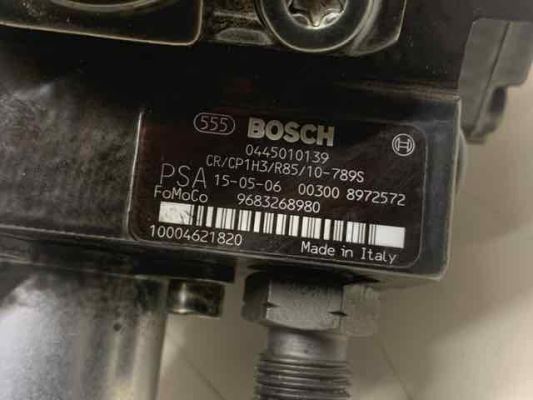 555 BOSCH
0445010139
CR/CP1H3/R85/10-789S
PSA 15-05-06 00300 8972572
FoMoCo 9683268980
10004621820 Made in Italy